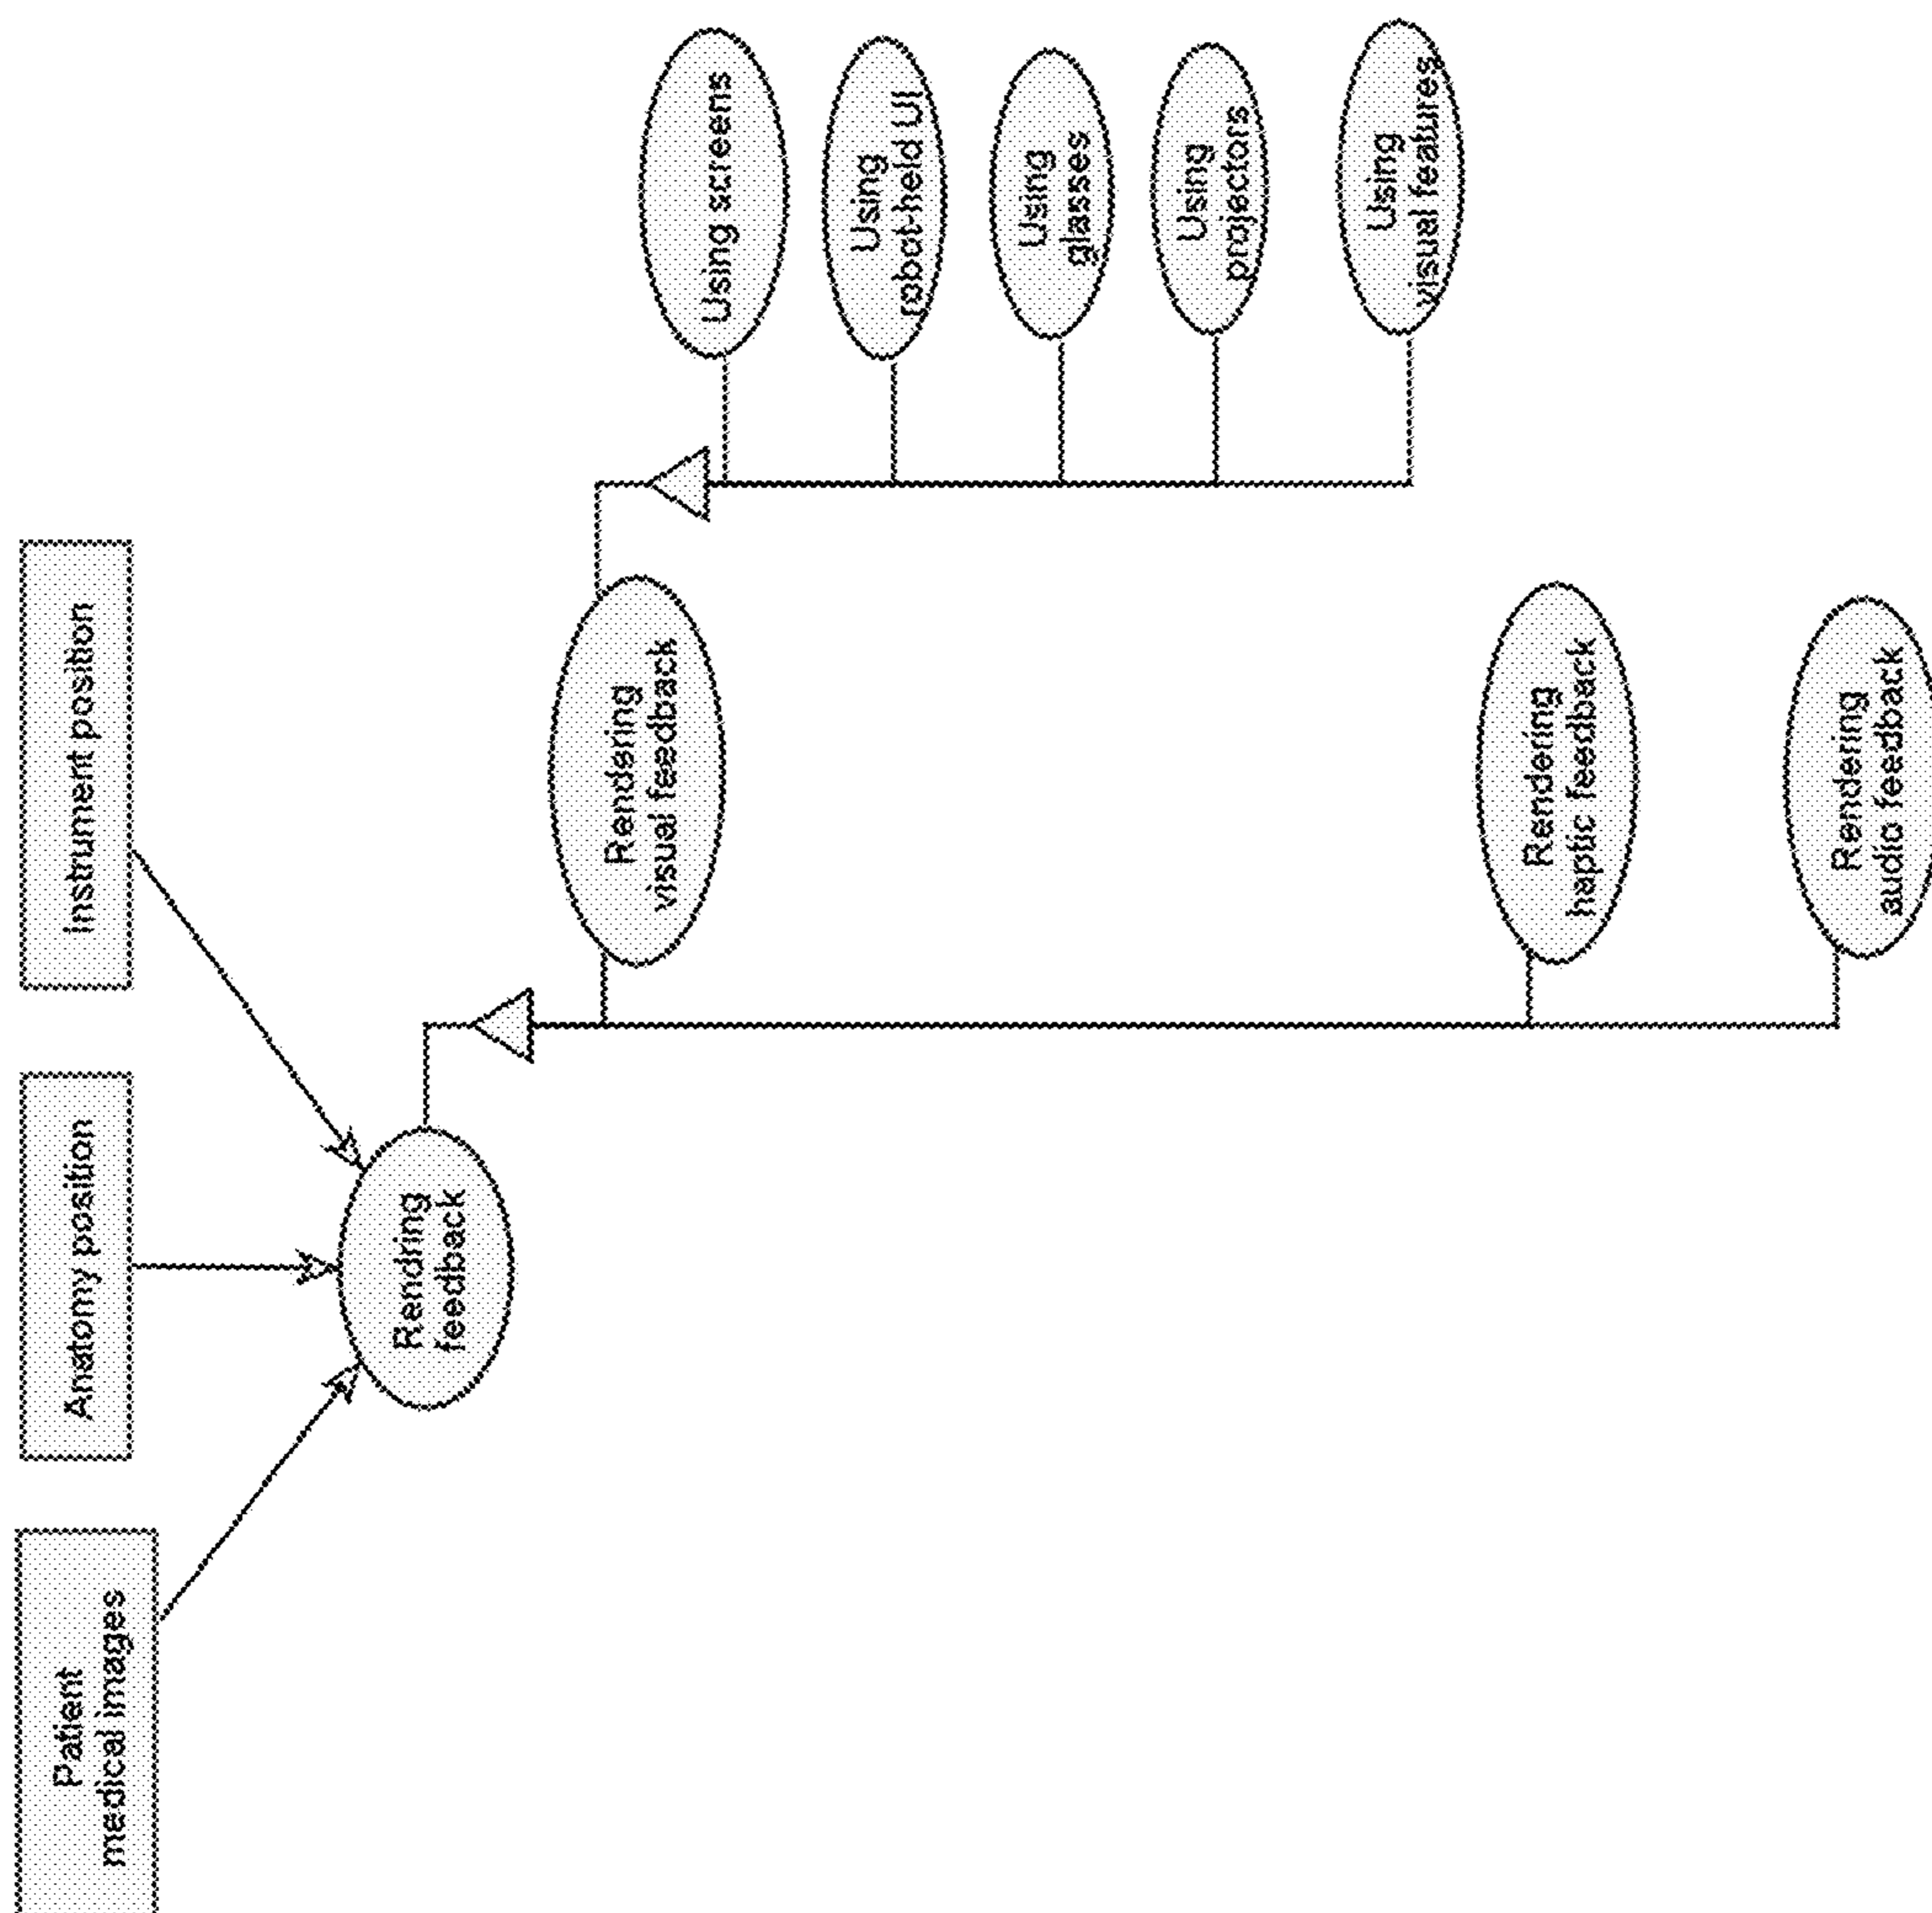 Patient
medical images
Anatomy position
Instrument position
Rendring
feedback
Rendering
visual feedback
Using screens
Using
robot-held UI
Using
glasses
Using
projectors
Using
visual features
Rendering
haptic feedback
Rendering
audio feedback